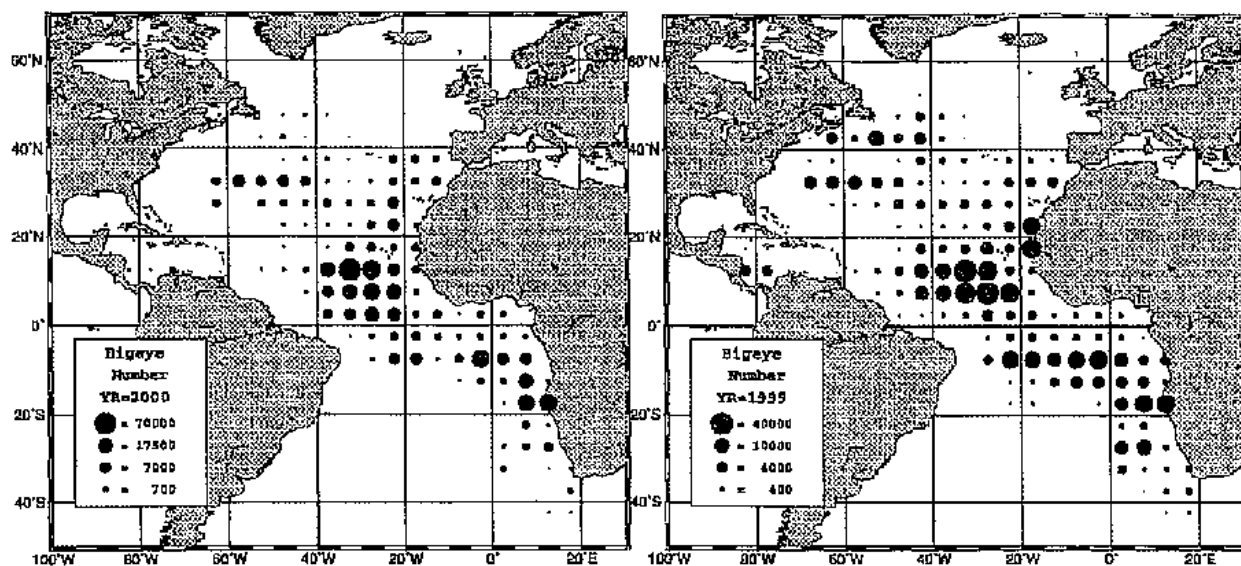 60°N
40°N
20°N
0°
20°S
40°S
Bigeye
Number
YR=2000
= 70000
= 17500
= 7000
= 700
100°W
80°W
60°W
40°W
20°W
0°
20°E
60°N
40°N
20°N
0°
20°S
40°S
Bigeye
Number
YR=1999
= 40000
= 10000
= 4000
= 400
100°W
80°W
60°W
40°W
20°W
0°
20°E